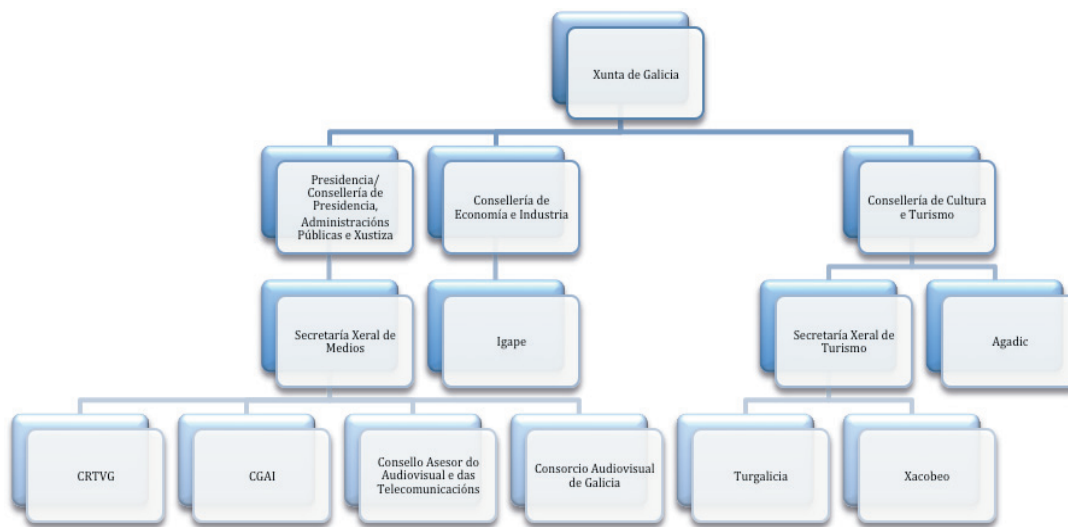 Xunta de Galicia
Presidencia/
Consellería de
Presidencia,
Administracións
Públicas e Xustiza
Consellería de
Economía e Industria
Consellería de Cultura
e Turismo
Secretaría Xeral de
Medios
Igape
Secretaría Xeral de
Turismo
Agadic
CRTVG
CGAI
Consello Asesor do
Audiovisual e das
Telecomunicacións
Consorcio Audiovisual
de Galicia
Turgalicia
Xacobeo